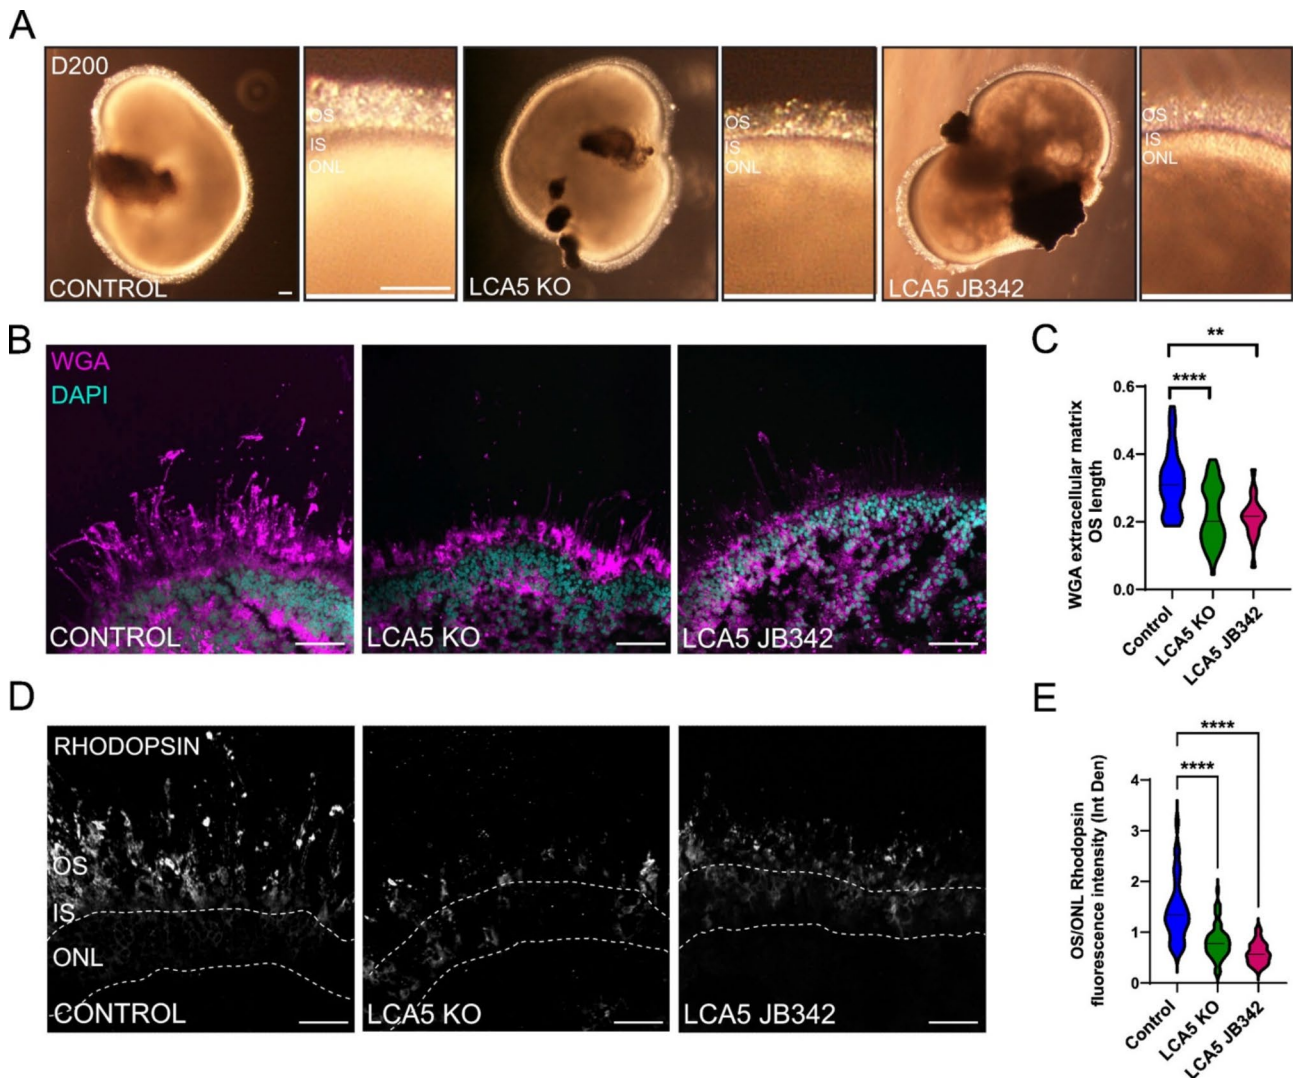 A
D200
OS
IS
ONL
CONTROL
OS
IS
ONL
LCA5 KO
OS
IS
ONL
LCA5 JB342
B
WGA
DAPI
CONTROL
LCA5 KO
LCA5 JB342
C
**
****
0.6
0.4
0.2
0.0
WGA extracellular matrix
OS length
Control
LCA5 KO
LCA5 JB342
D
RHODOPSIN
OS
IS
ONL
CONTROL
LCA5 KO
LCA5 JB342
E
****
****
4
3
2
1
0
OS/ONL Rhodopsin
fluorescence intensity (Int Den)
Control
LCA5 KO
LCA5 JB342